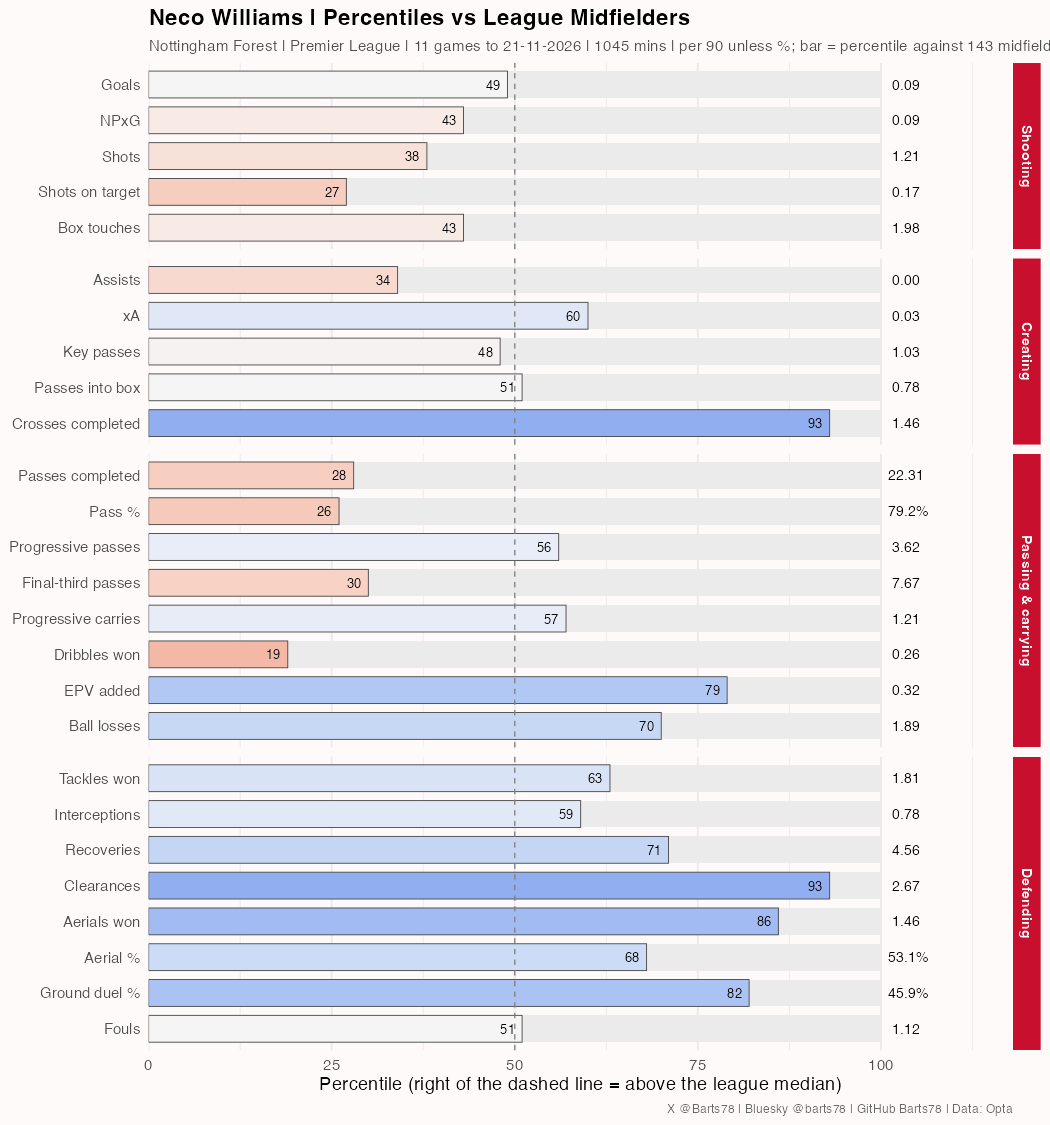 Neco Williams | Percentiles vs League Midfielders
Nottingham Forest | Premier League | 11 games to 21-11-2026 | 1045 mins | per 90 unless %; bar = percentile against 143 midfield
Goals 49 0.09
NPxG 43 0.09
Shots 38 1.21
Shots on target 27 0.17
Box touches 43 1.98
Shooting
Assists 34 0.00
xA 60 0.03
Key passes 48 1.03
Passes into box 51 0.78
Crosses completed 93 1.46
Creating
Passes completed 28 22.31
Pass % 26 79.2%
Progressive passes 56 3.62
Final-third passes 30 7.67
Progressive carries 57 1.21
Dribbles won 19 0.26
EPV added 79 0.32
Ball losses 70 1.89
Passing & carrying
Tackles won 63 1.81
Interceptions 59 0.78
Recoveries 71 4.56
Clearances 93 2.67
Aerials won 86 1.46
Aerial % 68 53.1%
Ground duel % 82 45.9%
Fouls 51 1.12
Defending
0 25 50 75 100
Percentile (right of the dashed line = above the league median)
X @Barts78 | Bluesky @barts78 | GitHub Barts78 | Data: Opta